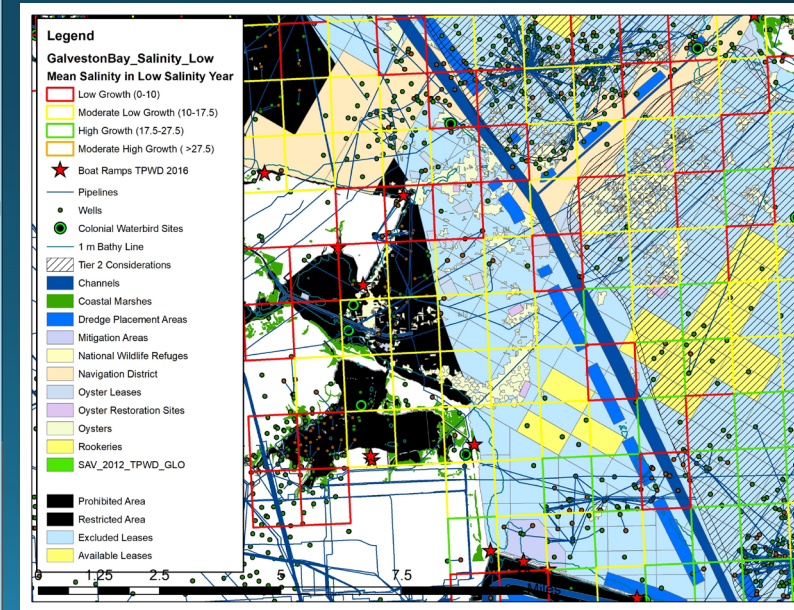 Legend
GalvestonBay_Salinity_Low
Mean Salinity in Low Salinity Year
Low Growth (0-10)
Moderate Low Growth (10-17.5)
High Growth (17.5-27.5)
Moderate High Growth ( >27.5)
Boat Ramps TPWD 2016
Pipelines
Wells
Colonial Waterbird Sites
1 m Bathy Line
Tier 2 Considerations
Channels
Coastal Marshes
Dredge Placement Areas
Mitigation Areas
National Wildlife Refuges
Navigation District
Oyster Leases
Oyster Restoration Sites
Oysters
Rookeries
SAV_2012_TPWD_GLO
Prohibited Area
Restricted Area
Excluded Leases
Available Leases
0 1.25 2.5 5 7.5
Miles